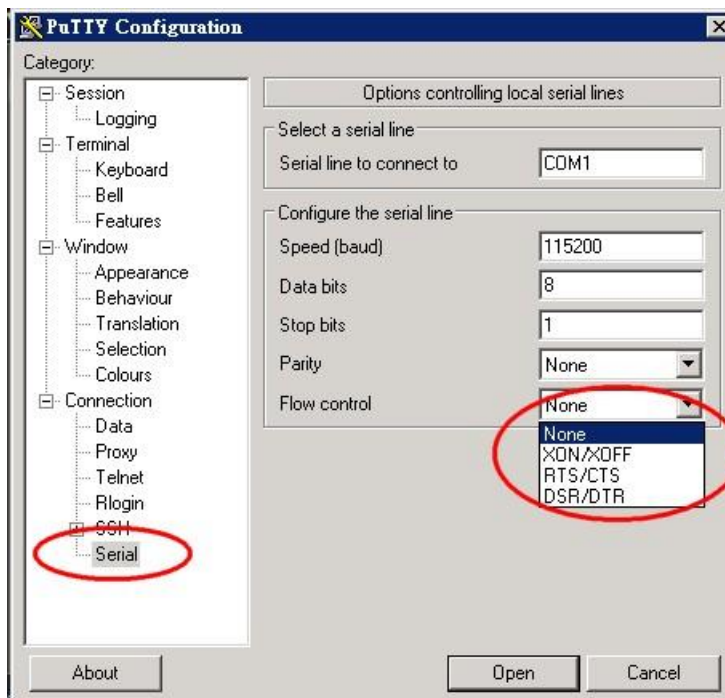 PuTTY Configuration
Category:
Session
Logging
Terminal
Keyboard
Bell
Features
Window
Appearance
Behaviour
Translation
Selection
Colours
Connection
Data
Proxy
Telnet
Rlogin
SSH
Serial
Options controlling local serial lines
Select a serial line
Serial line to connect to COM1
Configure the serial line
Speed (baud) 115200
Data bits 8
Stop bits 1
Parity None
Flow control None
None
XON/XOFF
RTS/CTS
DSR/DTR
About Open Cancel